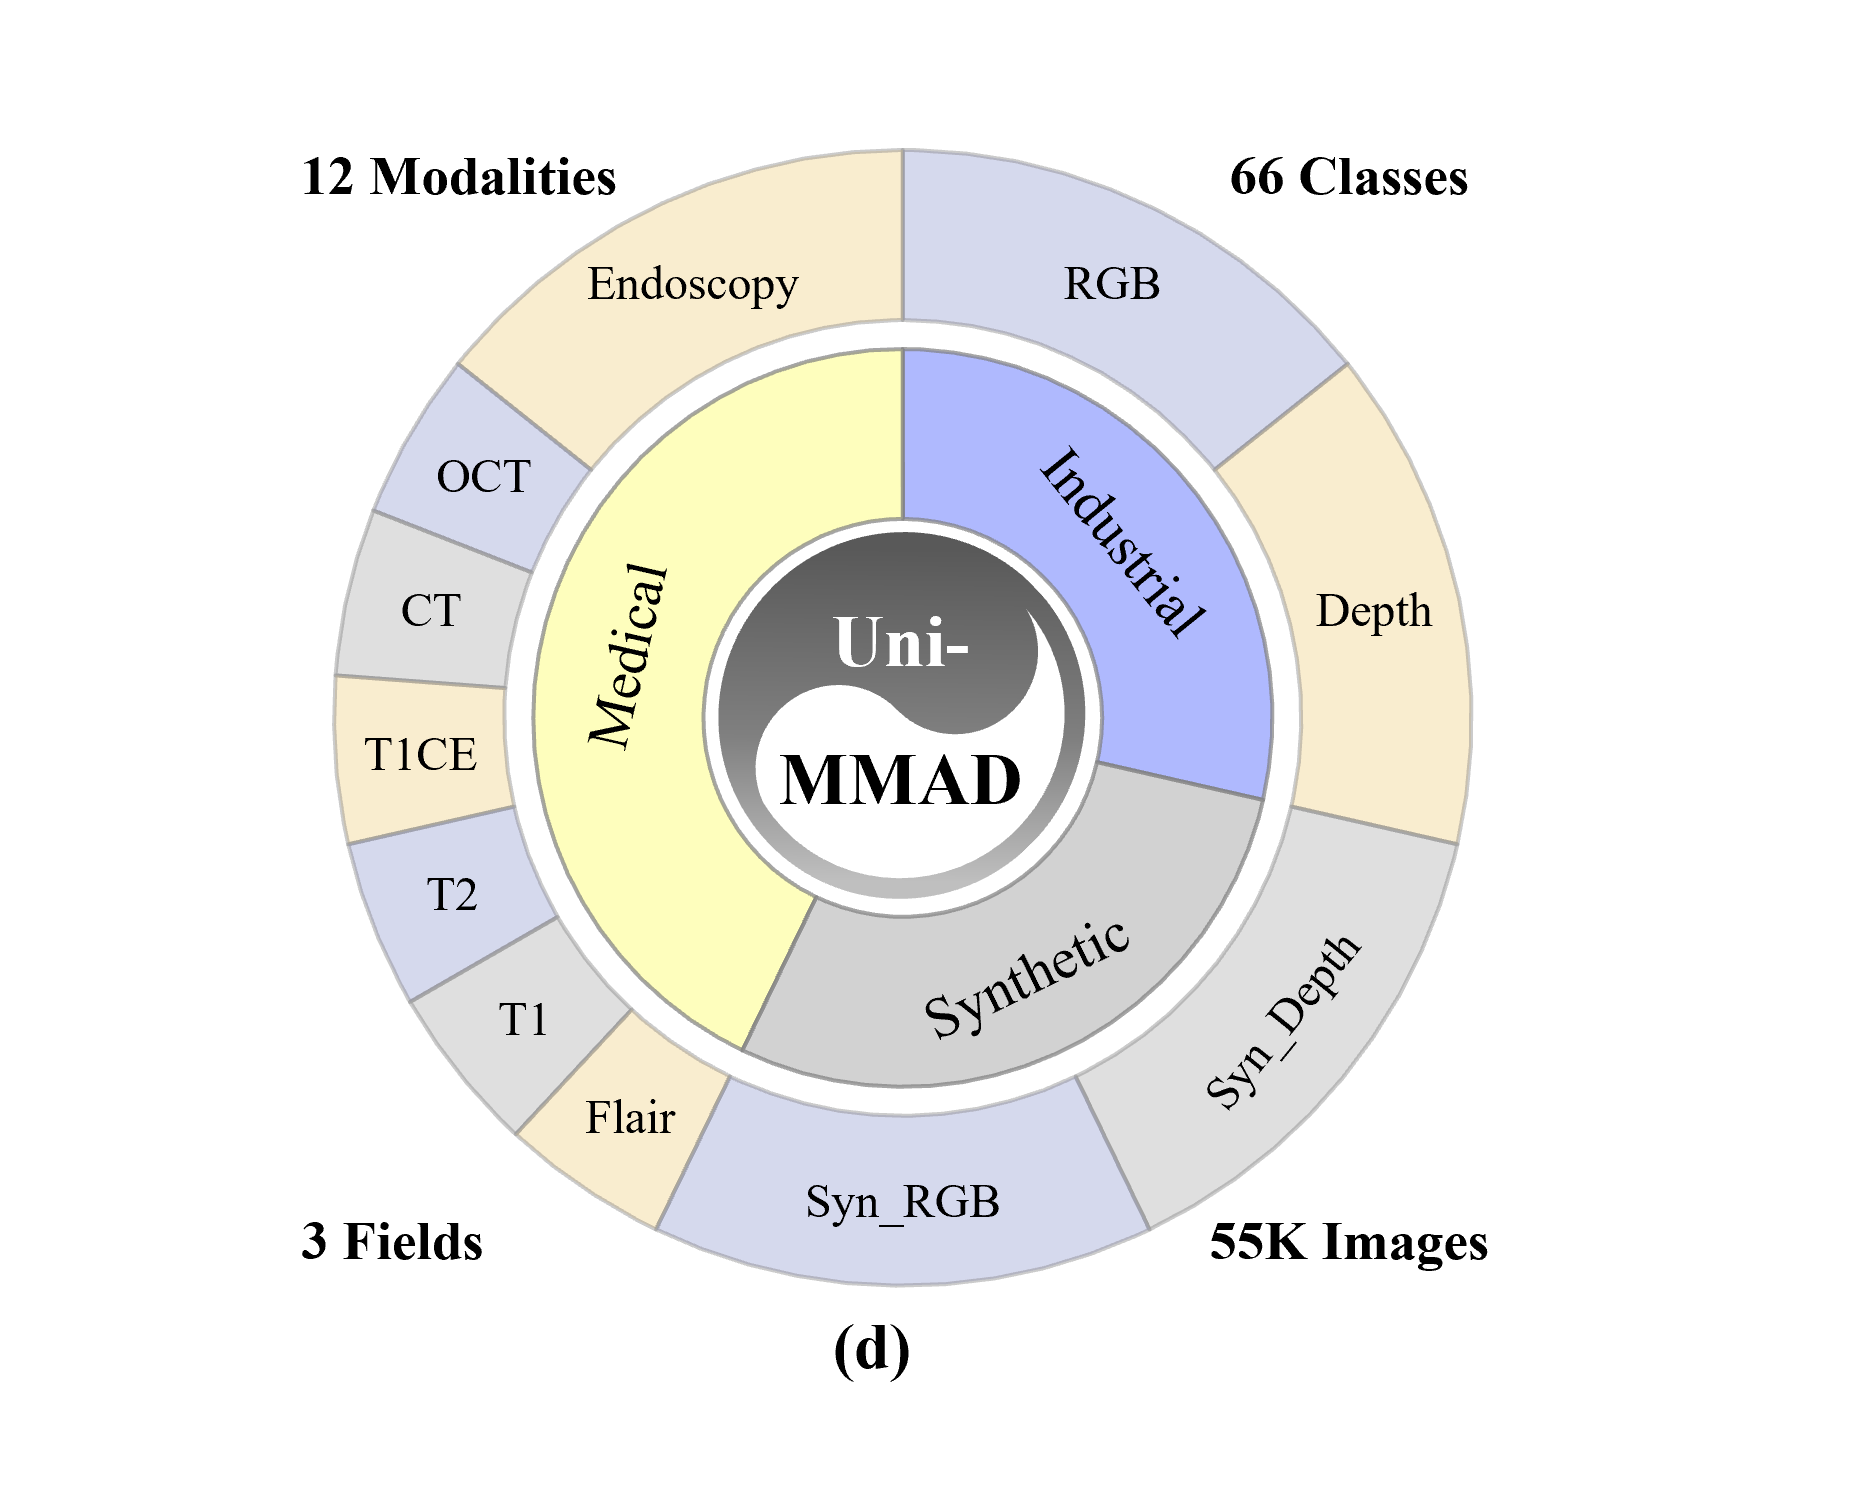 12 Modalities
66 Classes
Endoscopy
RGB
OCT
Industrial
CT
Depth
Medical
Uni-
MMAD
T1CE
T2
Synthetic
Syn_Depth
T1
Flair
Syn_RGB
3 Fields
55K Images
(d)